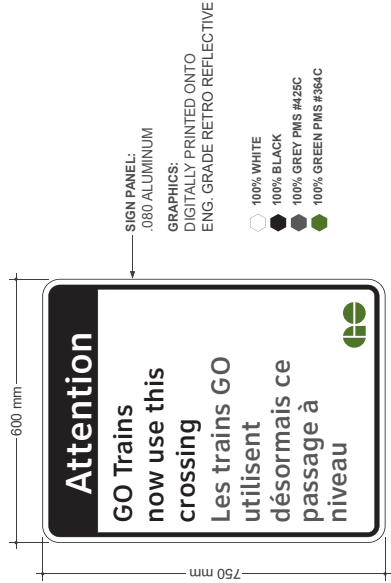 600 mm
750 mm
Attention
GO Trains
now use this
crossing
Les trains GO
utilisent
désormais ce
passage à
niveau
GO
SIGN PANEL:
.080 ALUMINUM
GRAPHICS:
DIGITALLY PRINTED ONTO
ENG. GRADE RETRO REFLECTIVE
100% WHITE
100% BLACK
100% GREY PMS #425C
100% GREEN PMS #364C